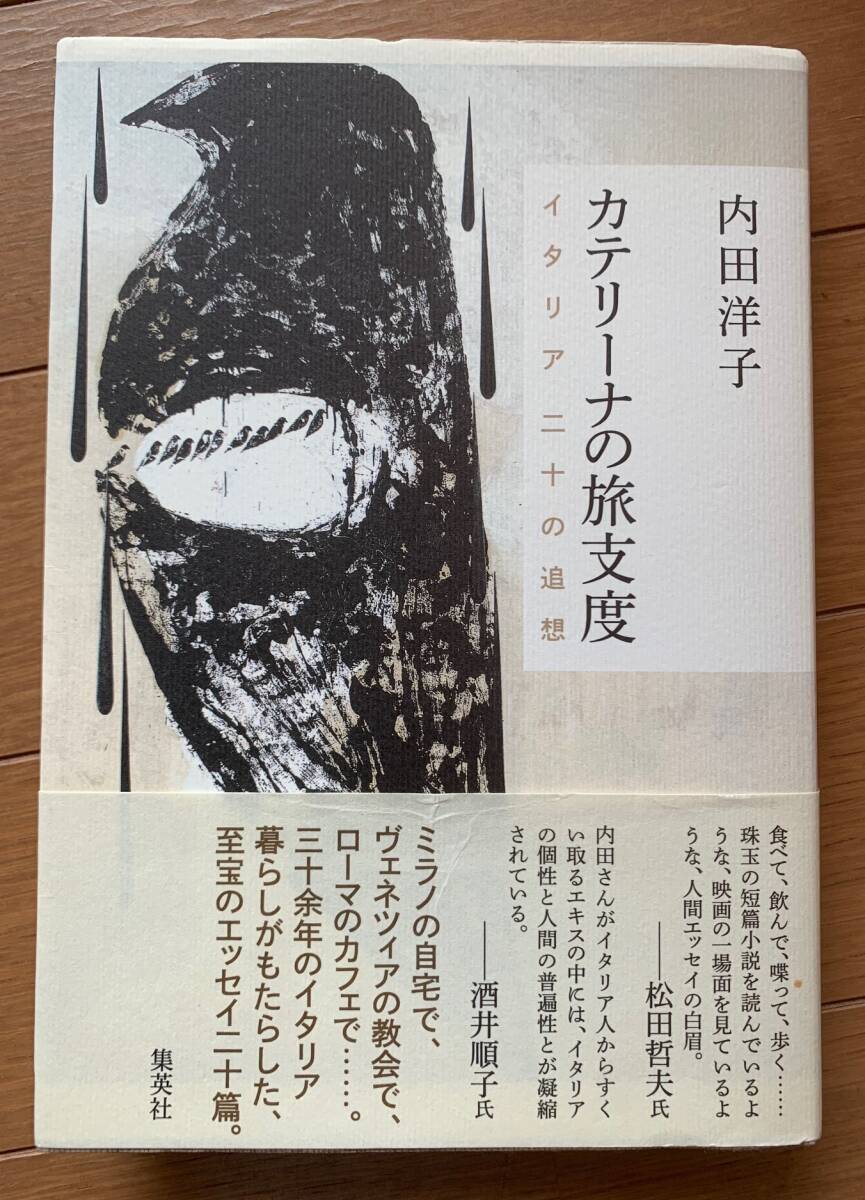 内田洋子
カテリーナの旅支度
イタリア二十の追想
食べて、飲んで、喋って、歩く……
珠玉の短篇小説を読んでいるよ
うな、映画の一場面を見ているよ
うな、人間エッセイの白眉。
――松田哲夫氏
内田さんがイタリア人からすく
い取るエキスの中には、イタリア
の個性と人間の普遍性とが凝縮
されている。
――酒井順子氏
ミラノの自宅で、
ヴェネツィアの教会で、
ローマのカフェで……。
三十余年のイタリア
暮らしがもたらした、
至宝のエッセイ二十篇。
集英社